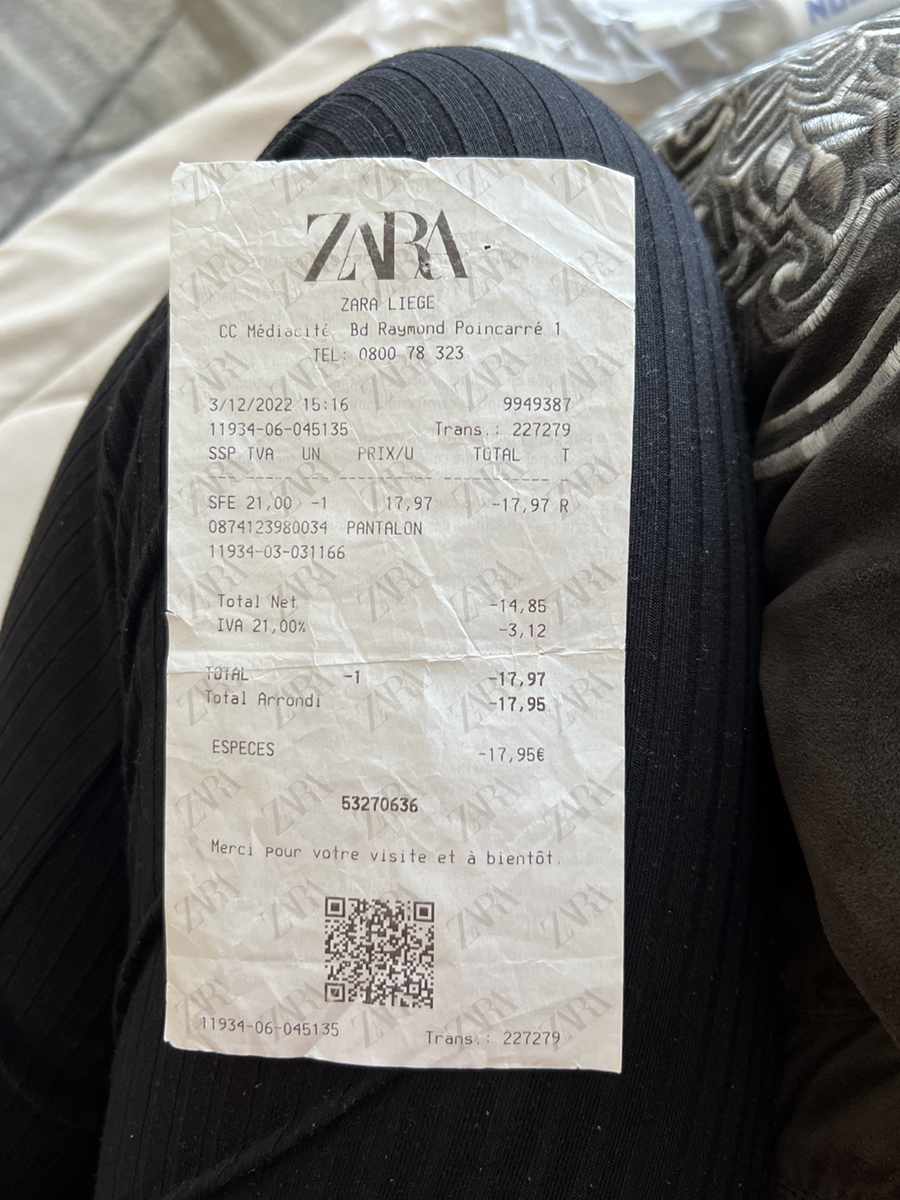 ZARA
ZARA LIEGE
CC Médiacité Bd Raymond Poincarré 1
TEL: 0800 78 323
3/12/2022 15:16 9949387
11934-06-045135 Trans.: 227279
SSP TVA UN PRIX/U TOTAL T
SFE 21,00 -1 17,97 -17,97 R
0874123980034 PANTALON
11934-03-031166
Total Net -14,85
IVA 21,00% -3,12
TOTAL -1 -17,97
Total Arrondi -17,95
ESPECES -17,95€
53270636
Merci pour votre visite et à bientôt.
11934-06-045135 Trans.: 227279